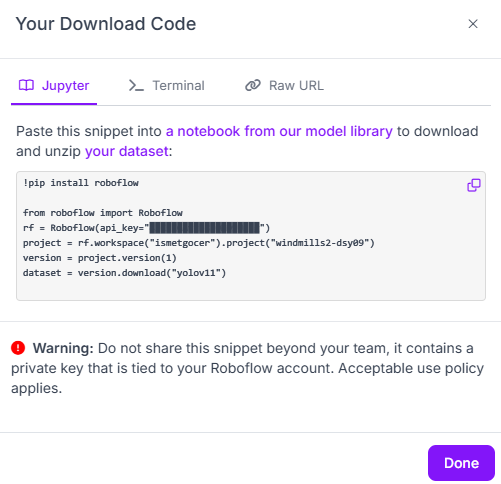 Your Download Code
Jupyter
Terminal
Raw URL
Paste this snippet into a notebook from our model library to download
and unzip your dataset:
!pip install roboflow
from roboflow import Roboflow
rf = Roboflow(api_key="████████████████████")
project = rf.workspace("ismetgocer").project("windmills2-dsy09")
version = project.version(1)
dataset = version.download("yolov11")
Warning: Do not share this snippet beyond your team, it contains a
private key that is tied to your Roboflow account. Acceptable use policy
applies.
Done